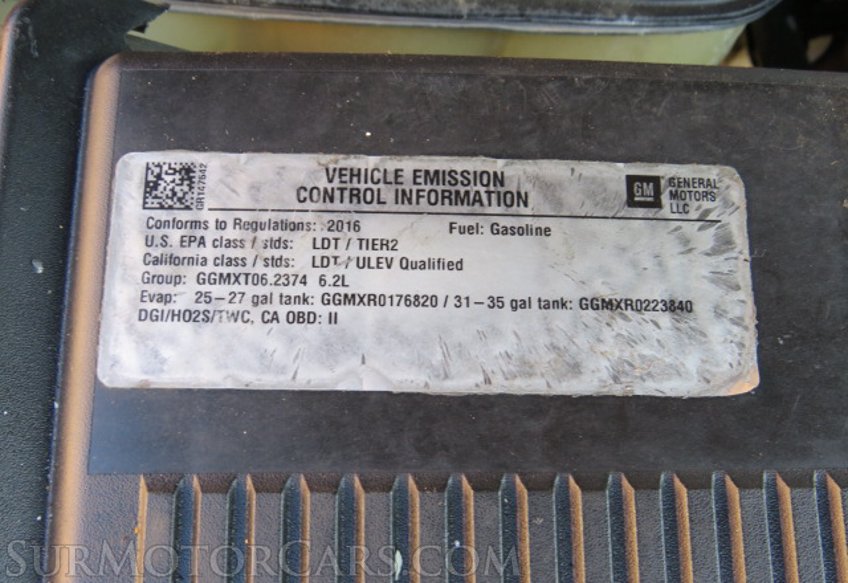 GR147642
VEHICLE EMISSION
CONTROL INFORMATION
GM
GENERAL
MOTORS
LLC
Conforms to Regulations: 2016 Fuel: Gasoline
U.S. EPA class / stds: LDT / TIER2
California class / stds: LDT / ULEV Qualified
Group: GGMXT06.2374 6.2L
Evap: 25-27 gal tank: GGMXR0176820 / 31-35 gal tank: GGMXR0223840
DGI/HO2S/TWC, CA OBD: II
SURMOTORCARS.COM